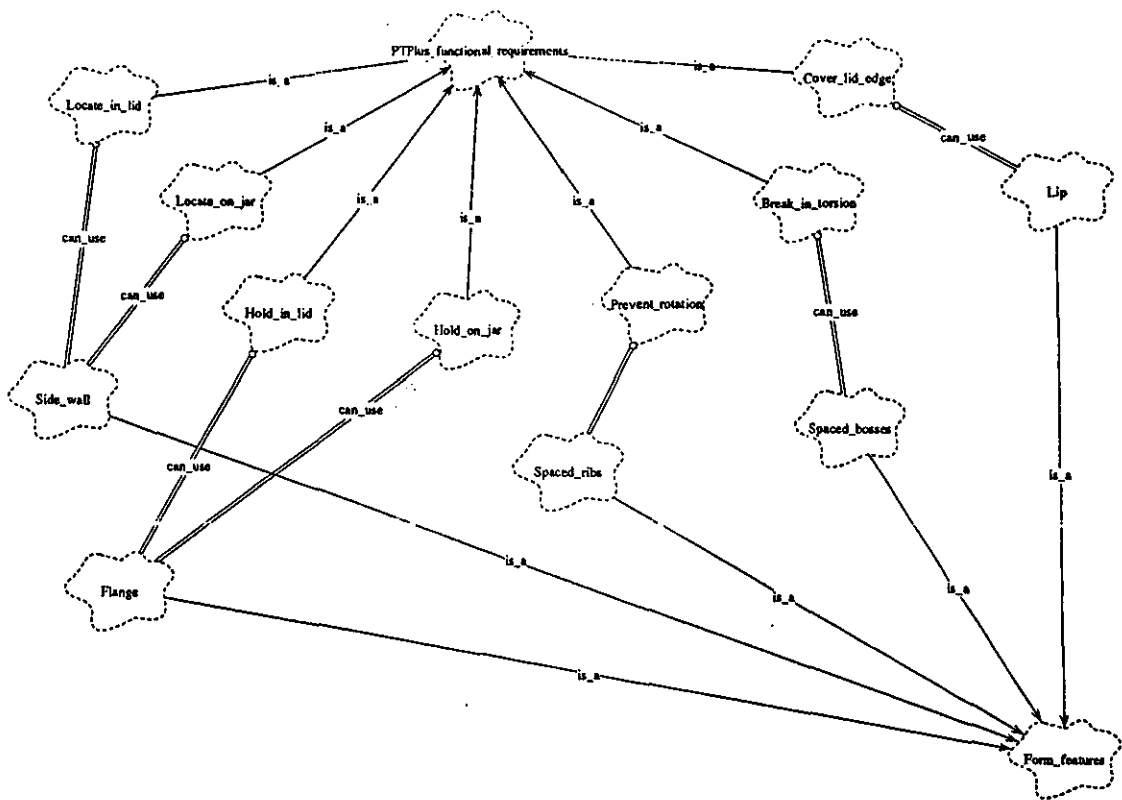 PTPlus_functional_requirements_
is_a
is_a
Cover_lid_edge
Locate_in_lid
is_a
is_a
can_use
Locate_on_jar
is_a
is_a
is_a
Break_in_torsion
Lip
can_use
can_use
Hold_in_lid
Hold_on_jar
Prevent_rotation
can_use
Side_wall
can_use
Spaced_bosses
can_use
Spaced_ribs
is_a
is_a
Flange
is_a
is_a
is_a
Form_features